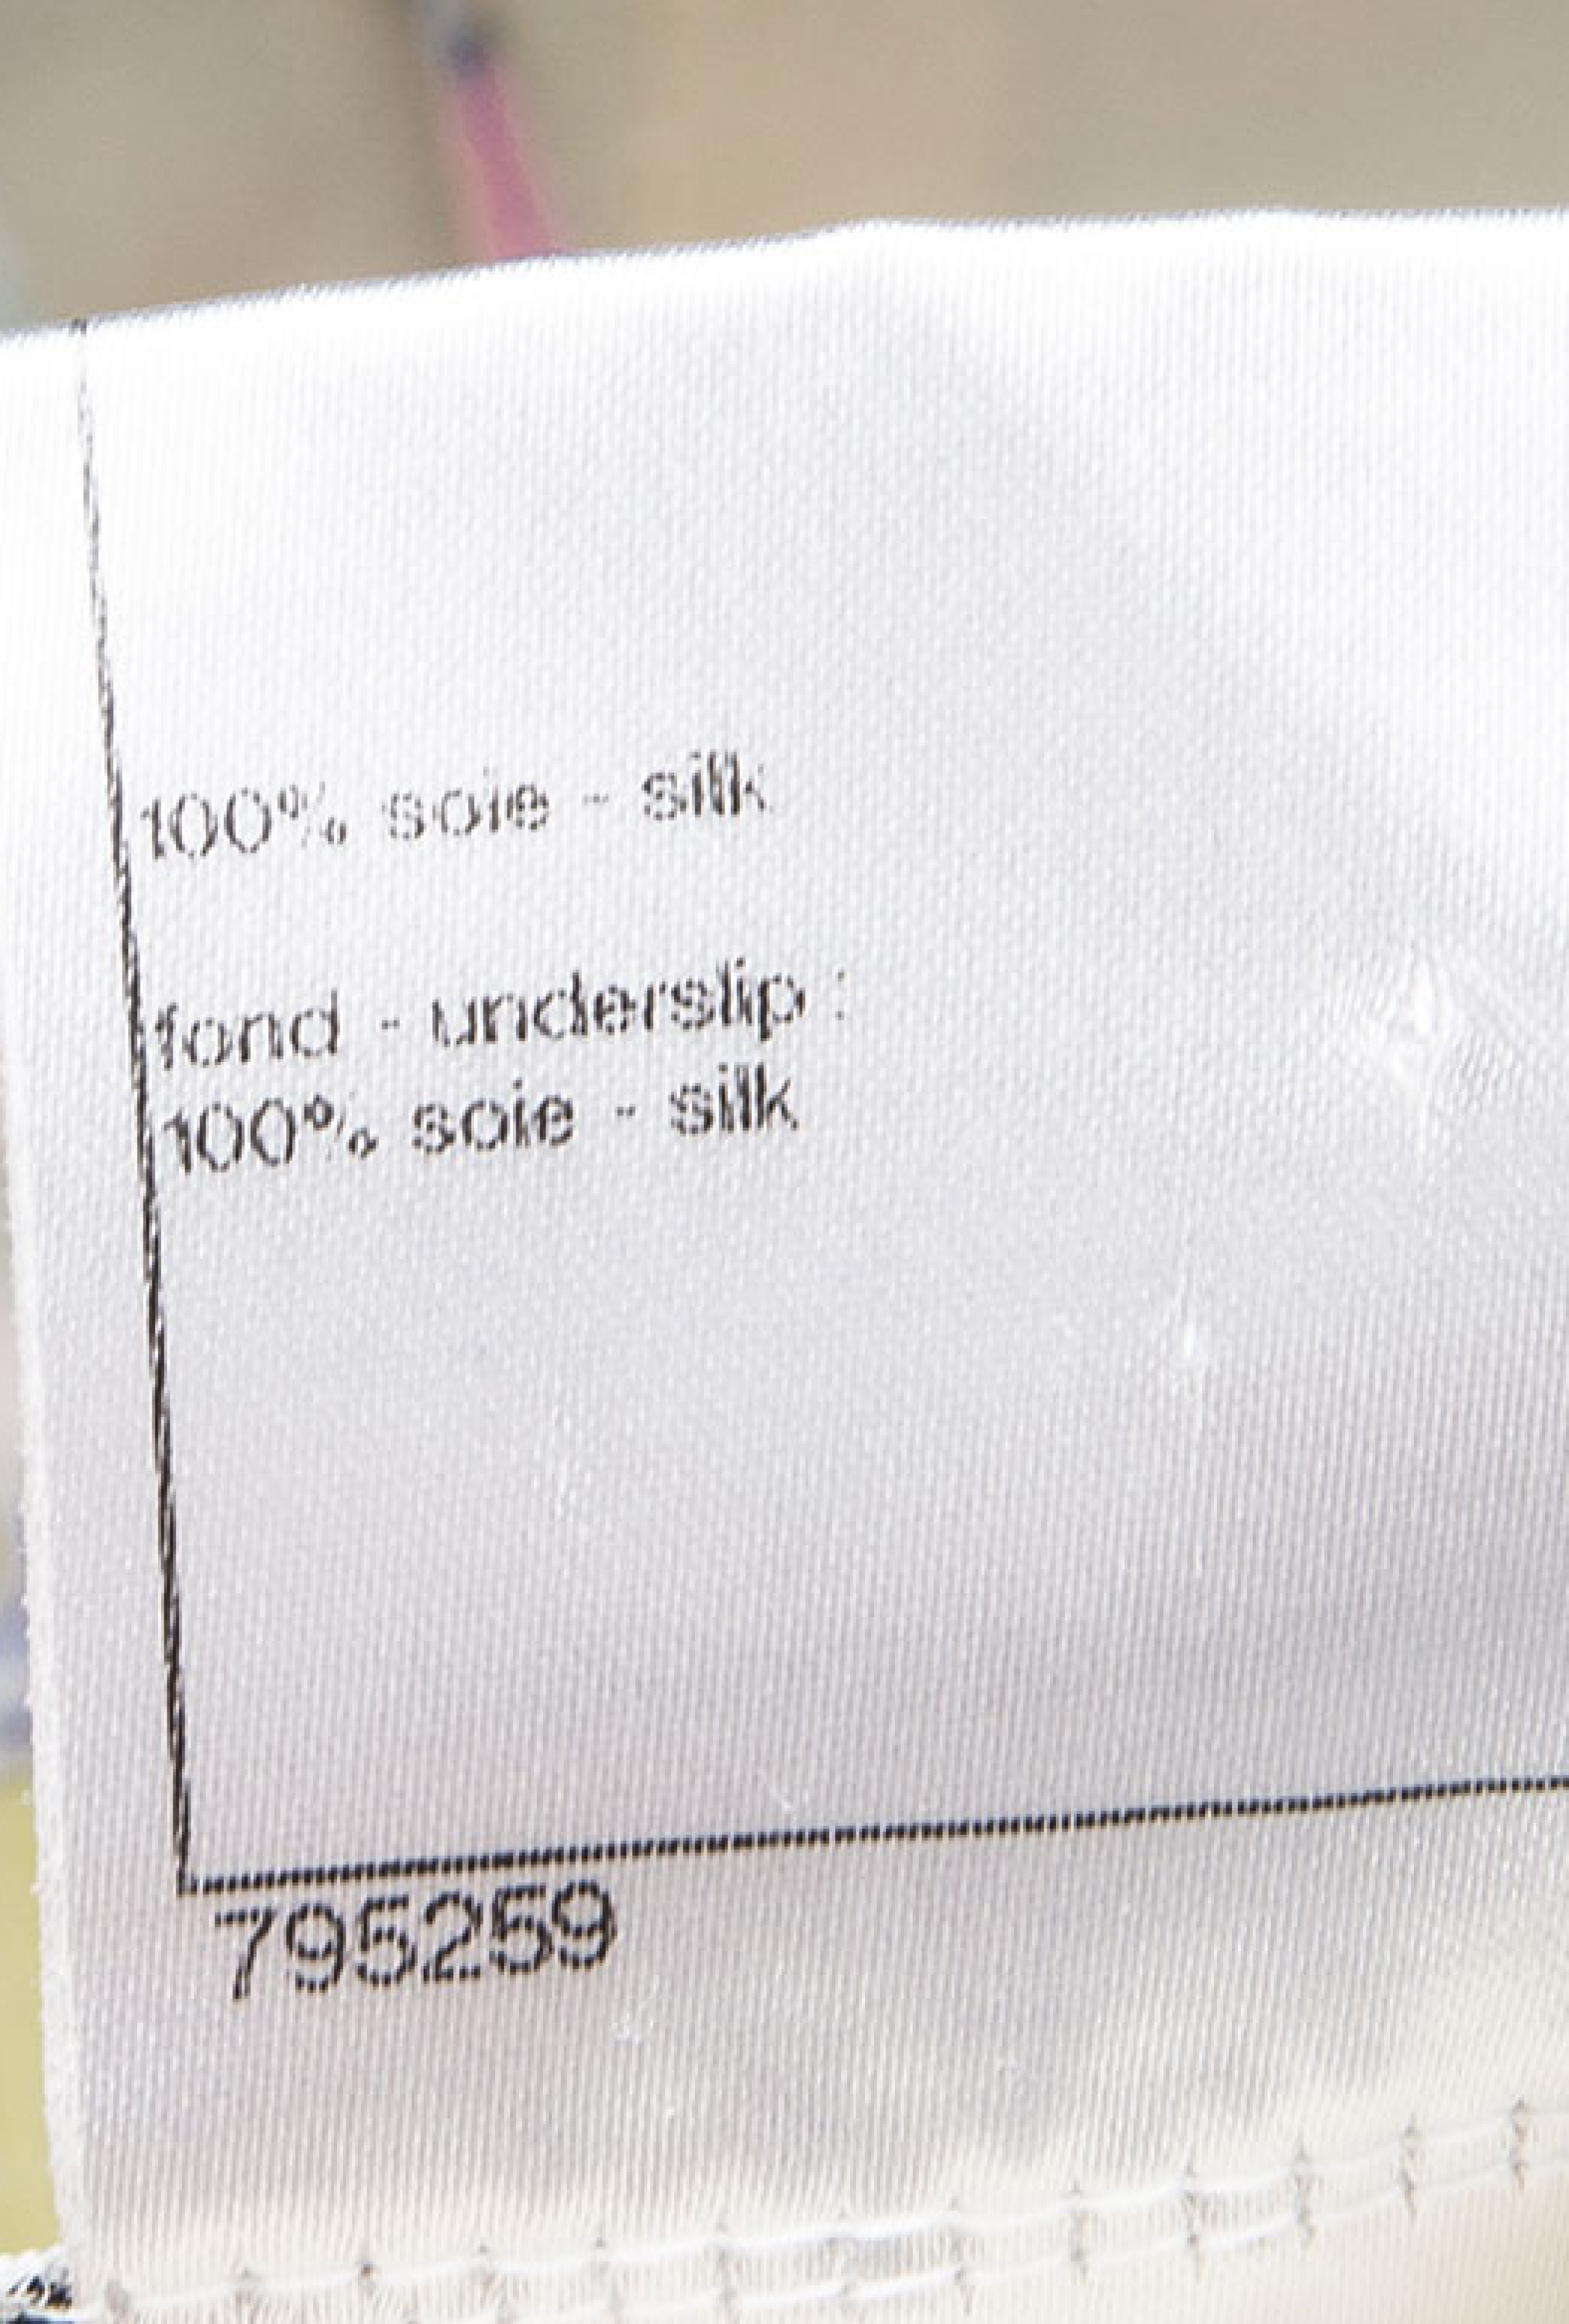 100% soie - silk
fond - underslip :
100% soie - silk
795259